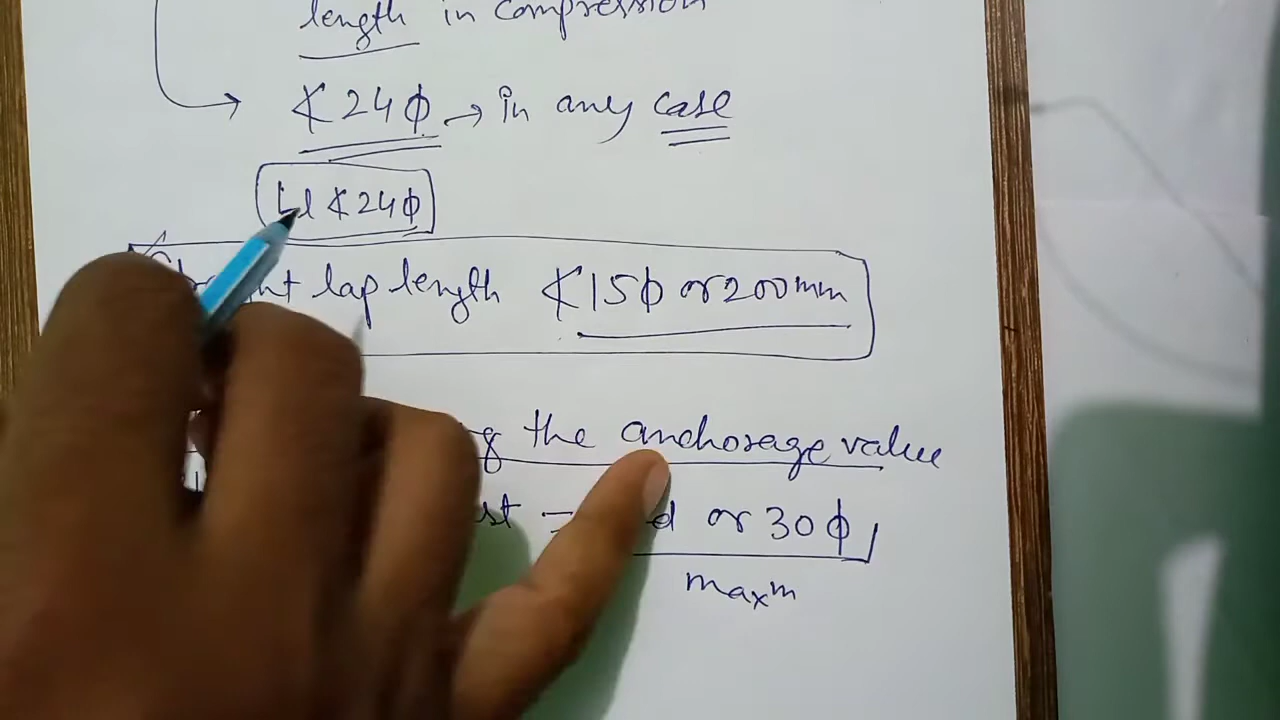 length in compression
≮ 24ϕ → in any case
Ld ≮ 24ϕ
lap length ≮ 15ϕ or 200mm
the anchorage value
= or 30ϕ
maxm